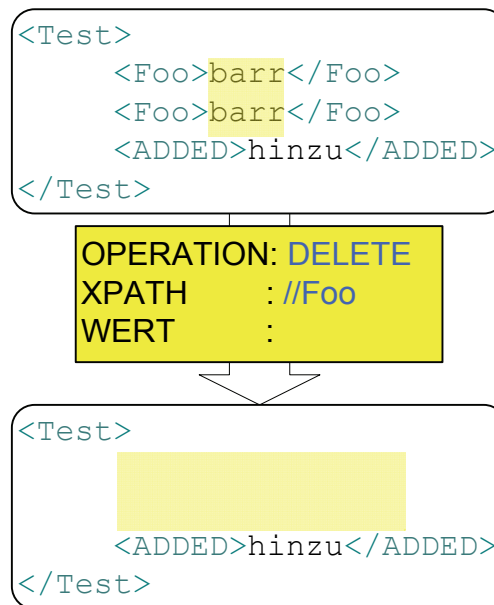 <Test>
<Foo>barr</Foo>
<Foo>barr</Foo>
<ADDED>hinzu</ADDED>
</Test>
OPERATION: DELETE
XPATH : //Foo
WERT :
<Test>
<ADDED>hinzu</ADDED>
</Test>